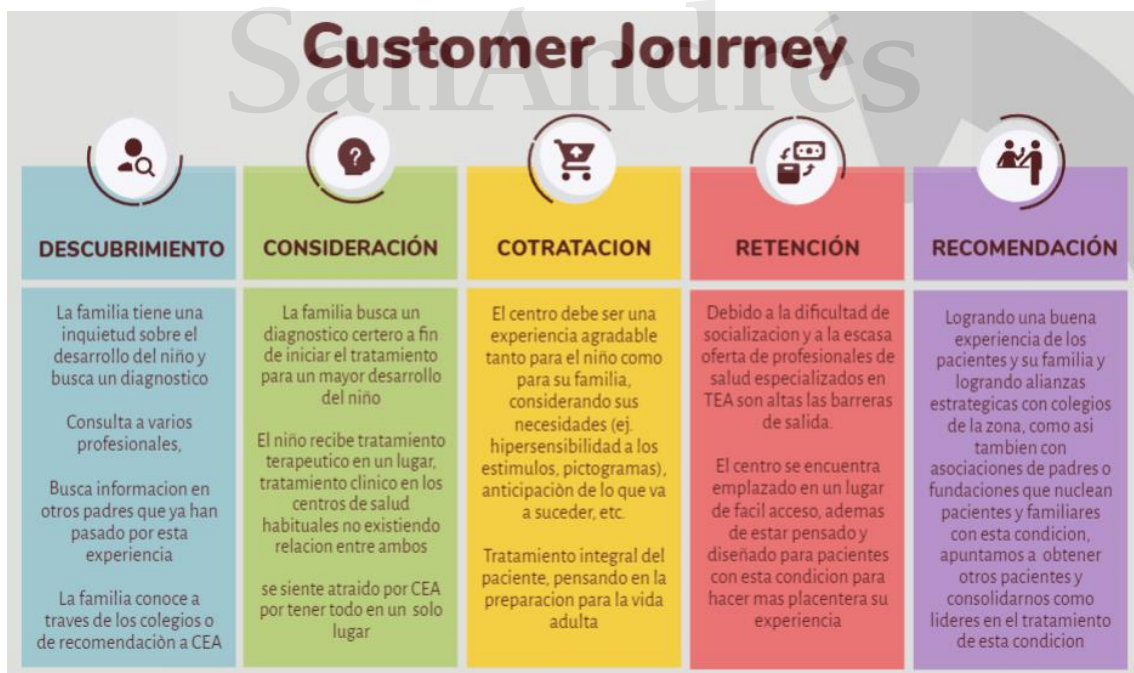 SanAndrés
Customer Journey
DESCUBRIMIENTO
La familia tiene una
inquietud sobre el
desarrollo del niño y
busca un diagnostico
Consulta a varios
profesionales,
Busca informacion en
otros padres que ya han
pasado por esta
experiencia
La familia conoce a
traves de los colegios o
de recomendaciòn a CEA
CONSIDERACIÓN
La familia busca un
diagnostico certero a fin
de iniciar el tratamiento
para un mayor desarrollo
del niño
El niño recibe tratamiento
terapeutico en un lugar,
tratamiento clinico en los
centros de salud
habituales no existiendo
relacion entre ambos
se siente atraido por CEA
por tener todo en un solo
lugar
COTRATACION
El centro debe ser una
experiencia agradable
tanto para el niño como
para su familia,
considerando sus
necesidades (ej.
hipersensibilidad a los
estimulos, pictogramas),
anticipaciòn de lo que va
a suceder, etc.
Tratamiento integral del
paciente, pensando en la
preparacion para la vida
adulta
RETENCIÓN
Debido a la dificultad de
socializacion y a la escasa
oferta de profesionales de
salud especializados en
TEA son altas las barreras
de salida.
El centro se encuentra
emplazado en un lugar
de facil acceso, ademas
de estar pensado y
diseñado para pacientes
con esta condicion para
hacer mas placentera su
experiencia
RECOMENDACIÓN
Logrando una buena
experiencia de los
pacientes y su familia y
logrando alianzas
estrategicas con colegios
de la zona, como asi
tambien con
asociaciones de padres o
fundaciones que nuclean
pacientes y familiares
con esta condicion,
apuntamos a obtener
otros pacientes y
consolidarnos como
lideres en el tratamiento
de esta condicion